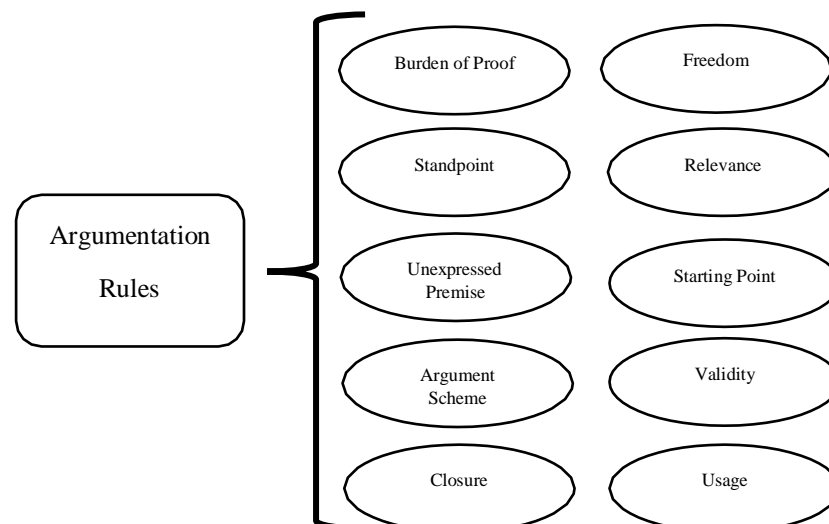 Argumentation
Rules
Burden of Proof
Freedom
Standpoint
Relevance
Unexpressed
Premise
Starting Point
Argument
Scheme
Validity
Closure
Usage